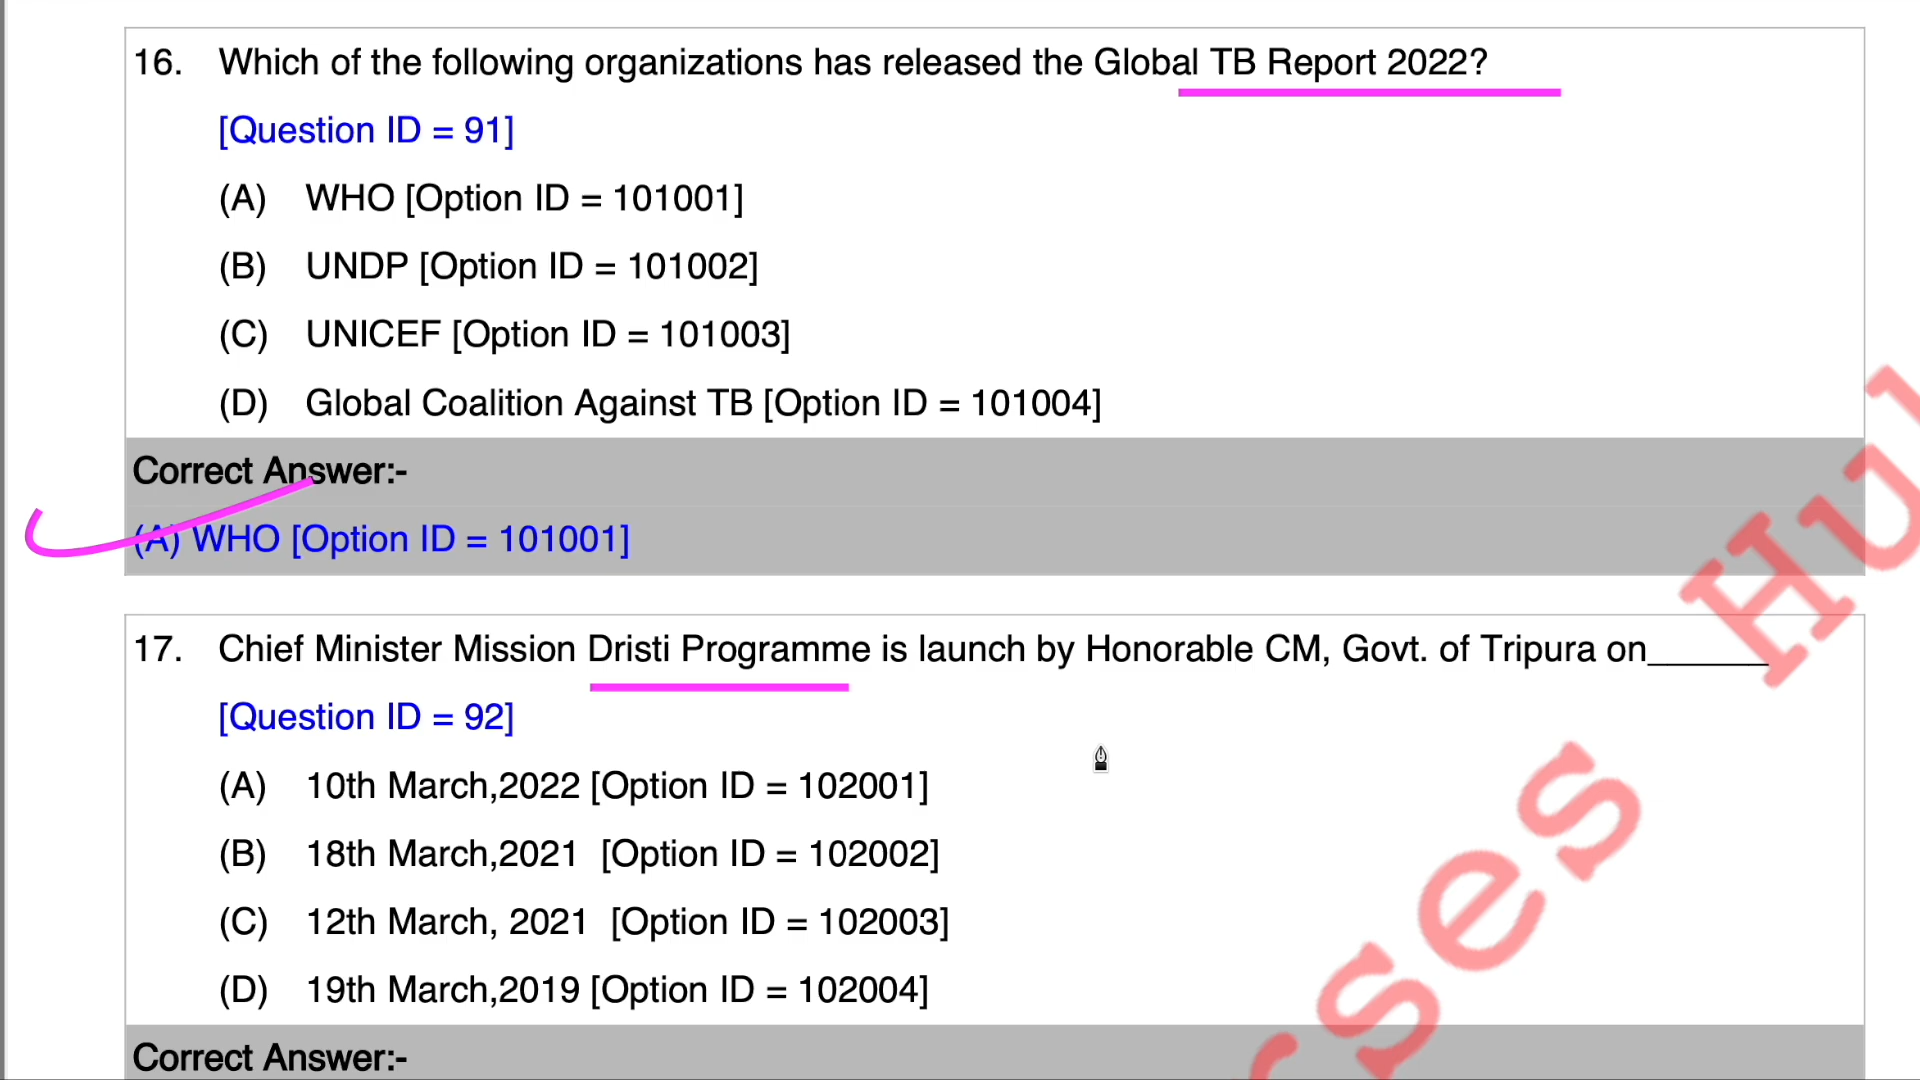 16. Which of the following organizations has released the Global TB Report 2022?
[Question ID = 91]
(A) WHO [Option ID = 101001]
(B) UNDP [Option ID = 101002]
(C) UNICEF [Option ID = 101003]
(D) Global Coalition Against TB [Option ID = 101004]
Correct Answer:-
(A) WHO [Option ID = 101001]
17. Chief Minister Mission Dristi Programme is launch by Honorable CM, Govt. of Tripura on______
[Question ID = 92]
(A) 10th March,2022 [Option ID = 102001]
(B) 18th March,2021 [Option ID = 102002]
(C) 12th March, 2021 [Option ID = 102003]
(D) 19th March,2019 [Option ID = 102004]
Correct Answer:-